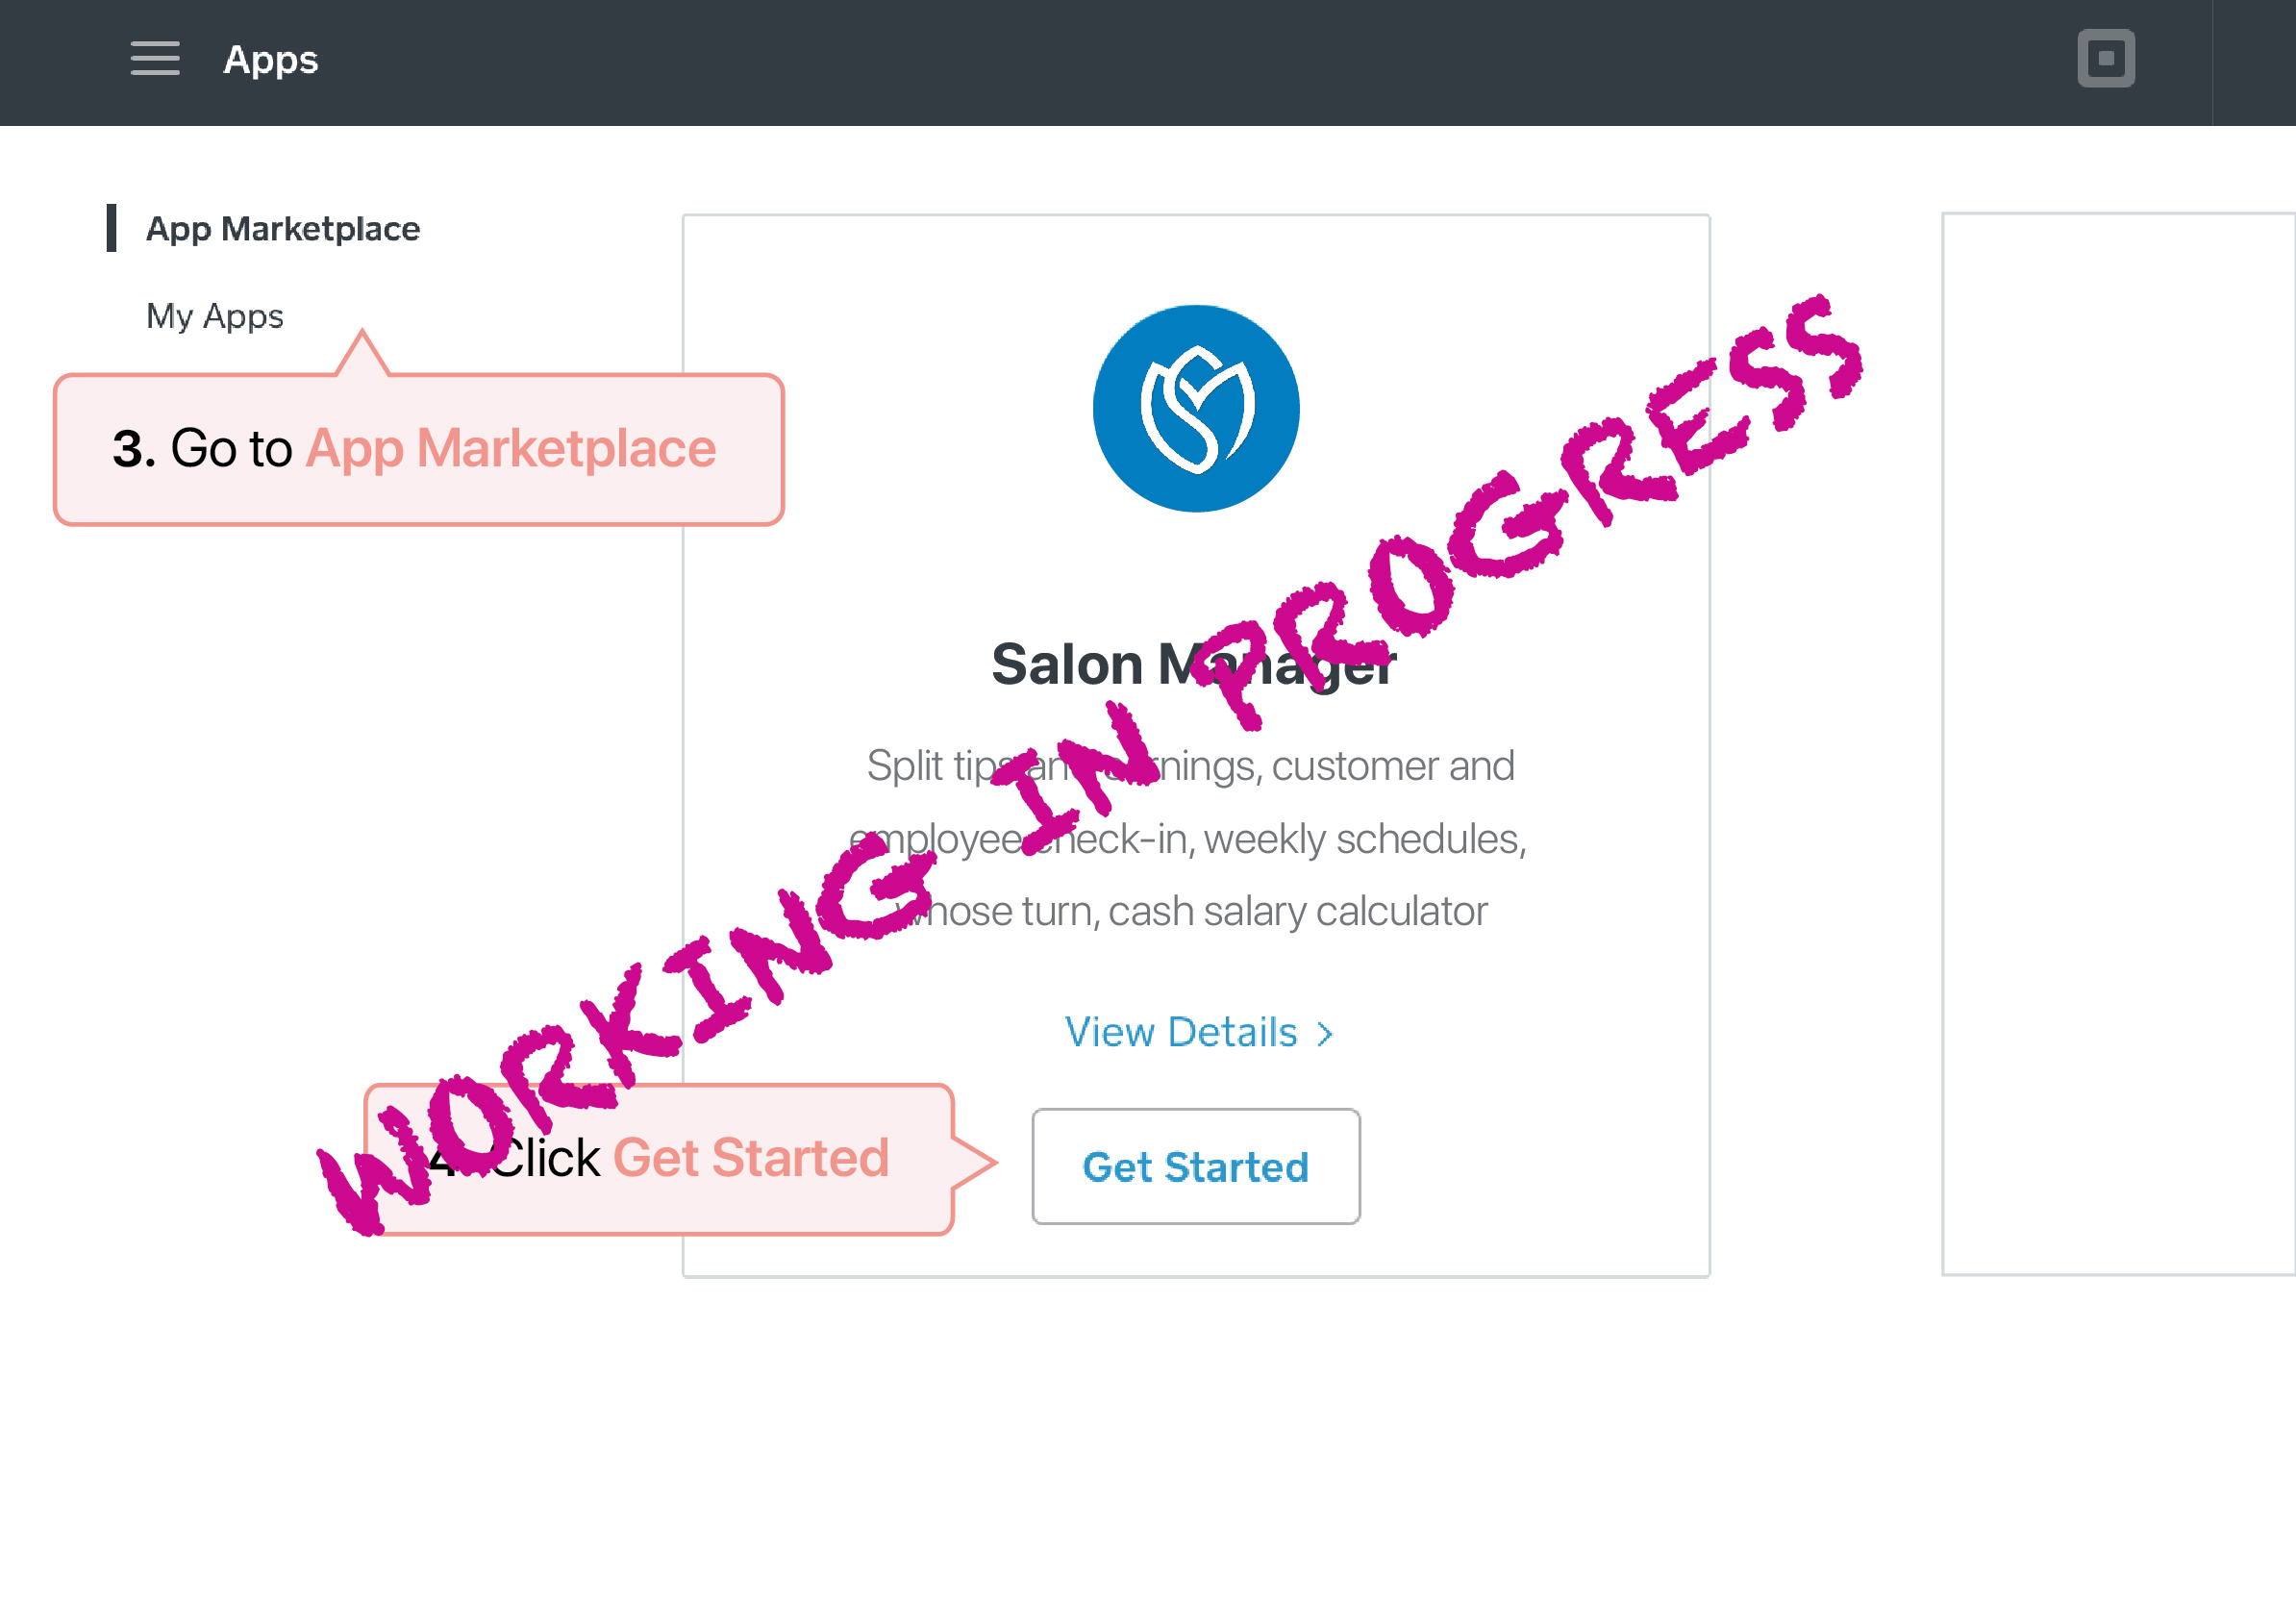 Apps
App Marketplace
My Apps
3. Go to App Marketplace
Salon Manager
Split tips and earnings, customer and
employee check-in, weekly schedules,
whose turn, cash salary calculator
View Details >
4. Click Get Started
Get Started
WORKING IN PROGRESS